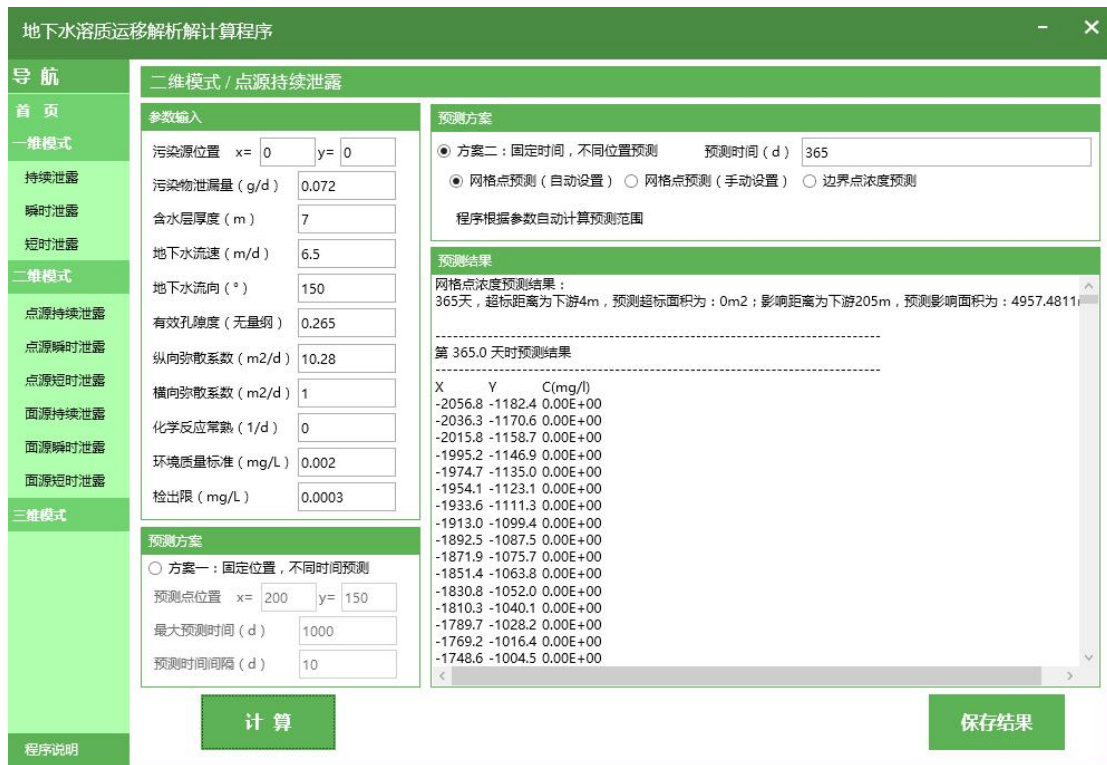 地下水溶质运移解析解计算程序
导 航
首 页
一维模式
持续泄露
瞬时泄露
短时泄露
二维模式
点源持续泄露
点源瞬时泄露
点源短时泄露
面源持续泄露
面源瞬时泄露
面源短时泄露
三维模式
程序说明
二维模式 / 点源持续泄露
参数输入
污染源位置 x= 0 y= 0
污染物泄漏量（g/d） 0.072
含水层厚度（m） 7
地下水流速（m/d） 6.5
地下水流向（°） 150
有效孔隙度（无量纲） 0.265
纵向弥散系数（m2/d） 10.28
横向弥散系数（m2/d） 1
化学反应常熟（1/d） 0
环境质量标准（mg/L） 0.002
检出限（mg/L） 0.0003
预测方案
方案一：固定位置，不同时间预测
预测点位置 x= 200 y= 150
最大预测时间（d） 1000
预测时间间隔（d） 10
计 算
预测方案
方案二：固定时间，不同位置预测 预测时间（d） 365
网格点预测（自动设置） 网格点预测（手动设置） 边界点浓度预测
程序根据参数自动计算预测范围
预测结果
网格点浓度预测结果：
365天，超标距离为下游4m，预测超标面积为：0m2；影响距离为下游205m，预测影响面积为：4957.4811
--------------------------------------------------------------------------------
第 365.0 天时预测结果
--------------------------------------------------------------------------------
X Y C(mg/l)
-2056.8 -1182.4 0.00E+00
-2036.3 -1170.6 0.00E+00
-2015.8 -1158.7 0.00E+00
-1995.2 -1146.9 0.00E+00
-1974.7 -1135.0 0.00E+00
-1954.1 -1123.1 0.00E+00
-1933.6 -1111.3 0.00E+00
-1913.0 -1099.4 0.00E+00
-1892.5 -1087.5 0.00E+00
-1871.9 -1075.7 0.00E+00
-1851.4 -1063.8 0.00E+00
-1830.8 -1052.0 0.00E+00
-1810.3 -1040.1 0.00E+00
-1789.7 -1028.2 0.00E+00
-1769.2 -1016.4 0.00E+00
-1748.6 -1004.5 0.00E+00
保存结果